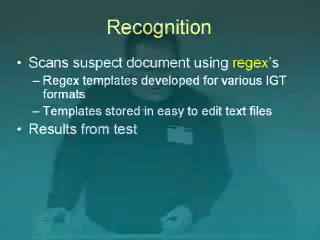 Recognition
• Scans suspect document using regex's
– Regex templates developed for various IGT
formats
– Templates stored in easy to edit text files
• Results from test